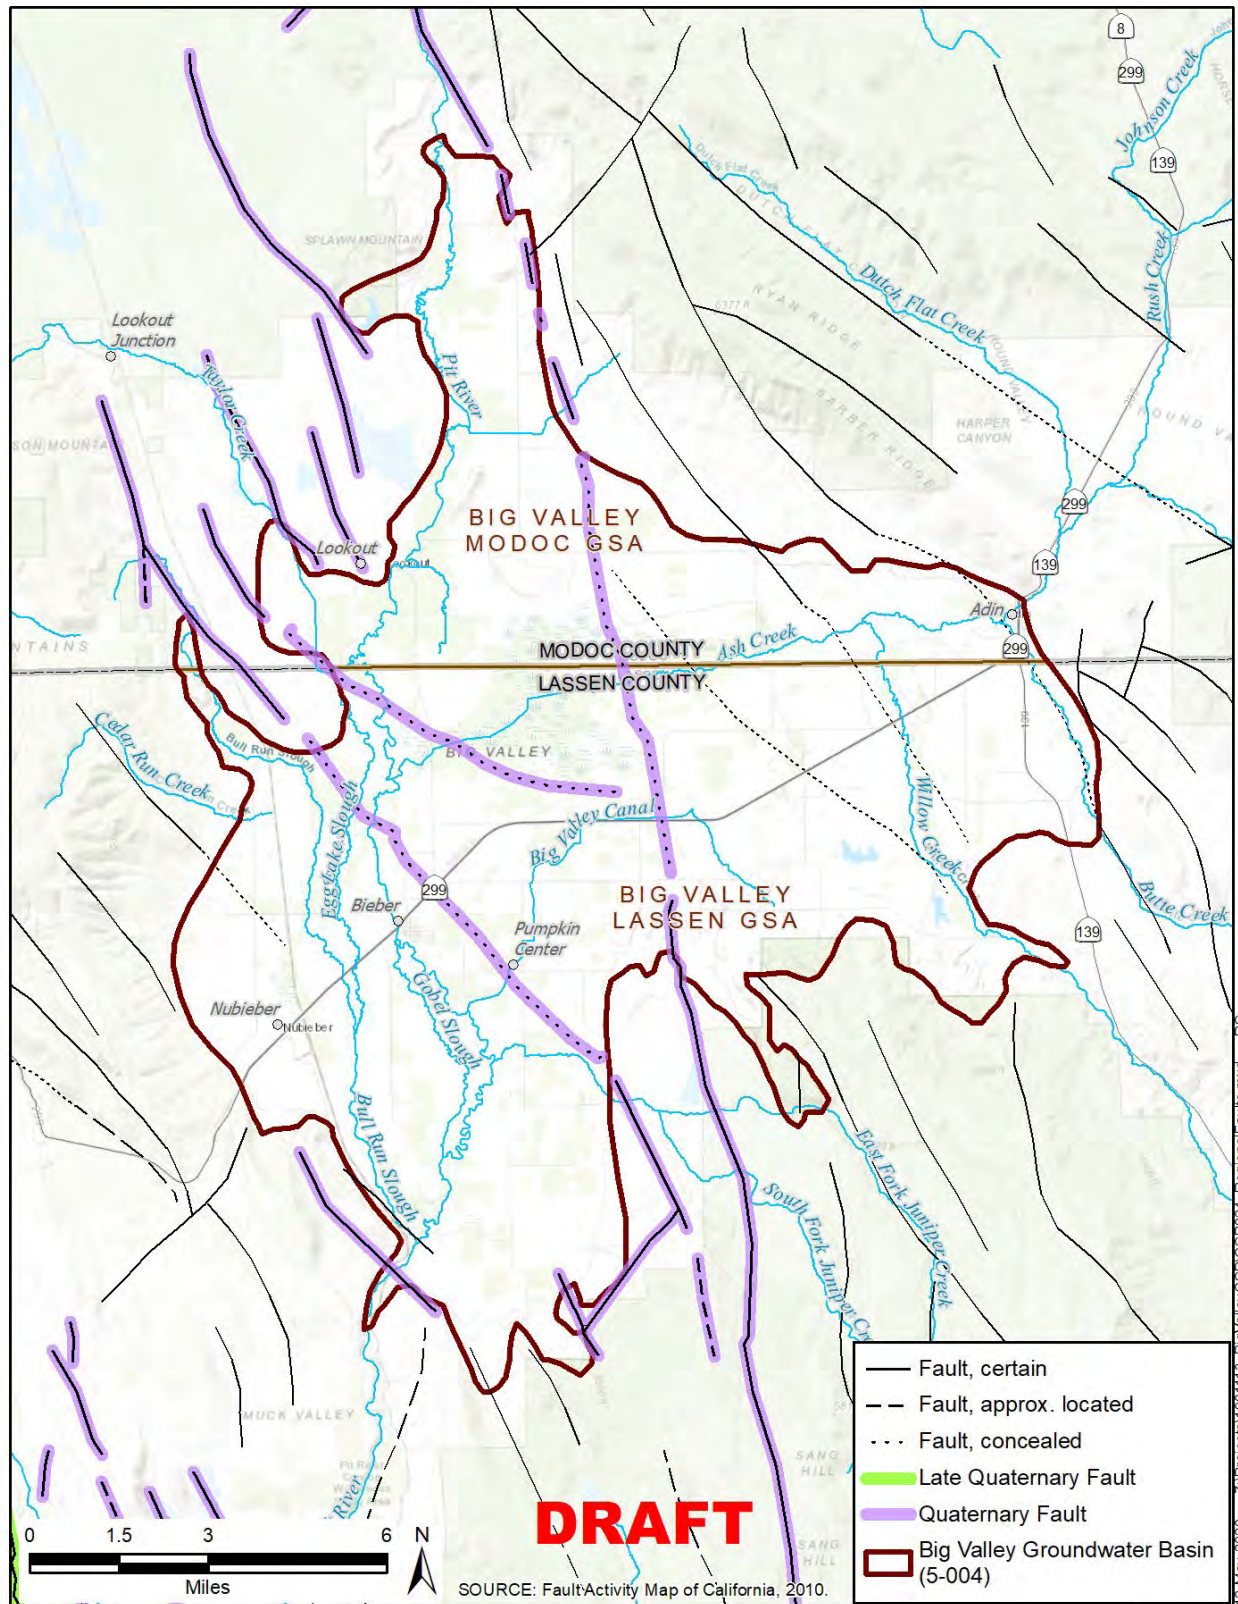 8
299
Johnson Creek
139
Dutch Flat Creek
SPLAWN MOUNTAIN
Rush Creek
Dutch Flat Creek
RYAN RIDGE
Lookout
Junction
Pit River
Taylor Creek
BARBER RIDGE
HARPER
CANYON
299
BIG VALLEY
MODOC GSA
299
Lookout
139
Adin
MODOC COUNTY
Ash Creek
299
LASSEN COUNTY
139
Cedar Run Creek
Bull Run Slough
BIG VALLEY
Egg Lake Slough
Big Valley Canal
Willow Creek
299
BIG VALLEY
LASSEN GSA
Bieber
Butte Creek
139
Pumpkin
Center
Gobel Slough
Nubieber
Nubieber
Bull Run Slough
East Fork Juniper Creek
South Fork Juniper Cre
MUCK VALLEY
River
SANG
HILL
SANG
HILL
DRAFT
0 1.5 3 6
Miles
N
SOURCE: Fault Activity Map of California, 2010.
Fault, certain
Fault, approx. located
Fault, concealed
Late Quaternary Fault
Quaternary Fault
Big Valley Groundwater Basin
(5-004)